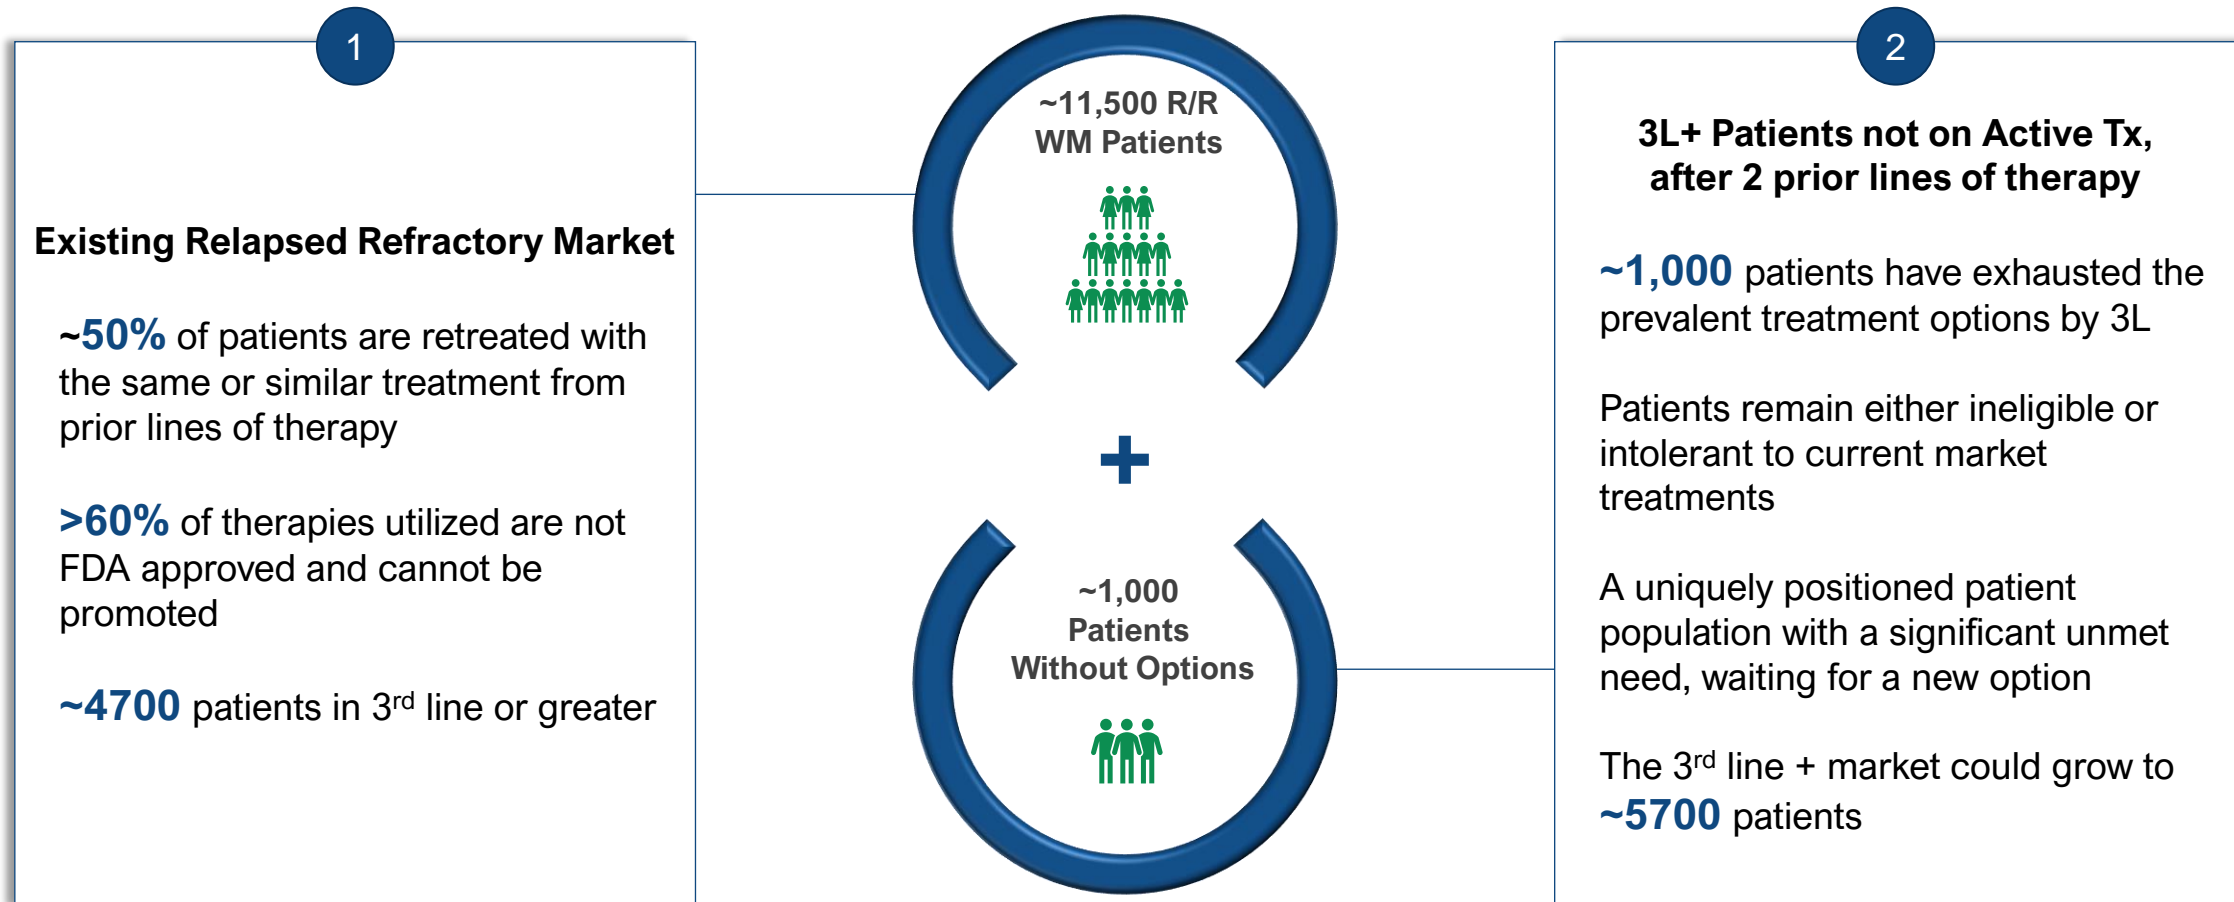 1
Existing Relapsed Refractory Market
~50% of patients are retreated with
the same or similar treatment from
prior lines of therapy
>60% of therapies utilized are not
FDA approved and cannot be
promoted
~4700 patients in 3rd line or greater
~11,500 R/R
WM Patients
+
~1,000
Patients
Without Options
2
3L+ Patients not on Active Tx,
after 2 prior lines of therapy
~1,000 patients have exhausted the
prevalent treatment options by 3L
Patients remain either ineligible or
intolerant to current market
treatments
A uniquely positioned patient
population with a significant unmet
need, waiting for a new option
The 3rd line + market could grow to
~5700 patients